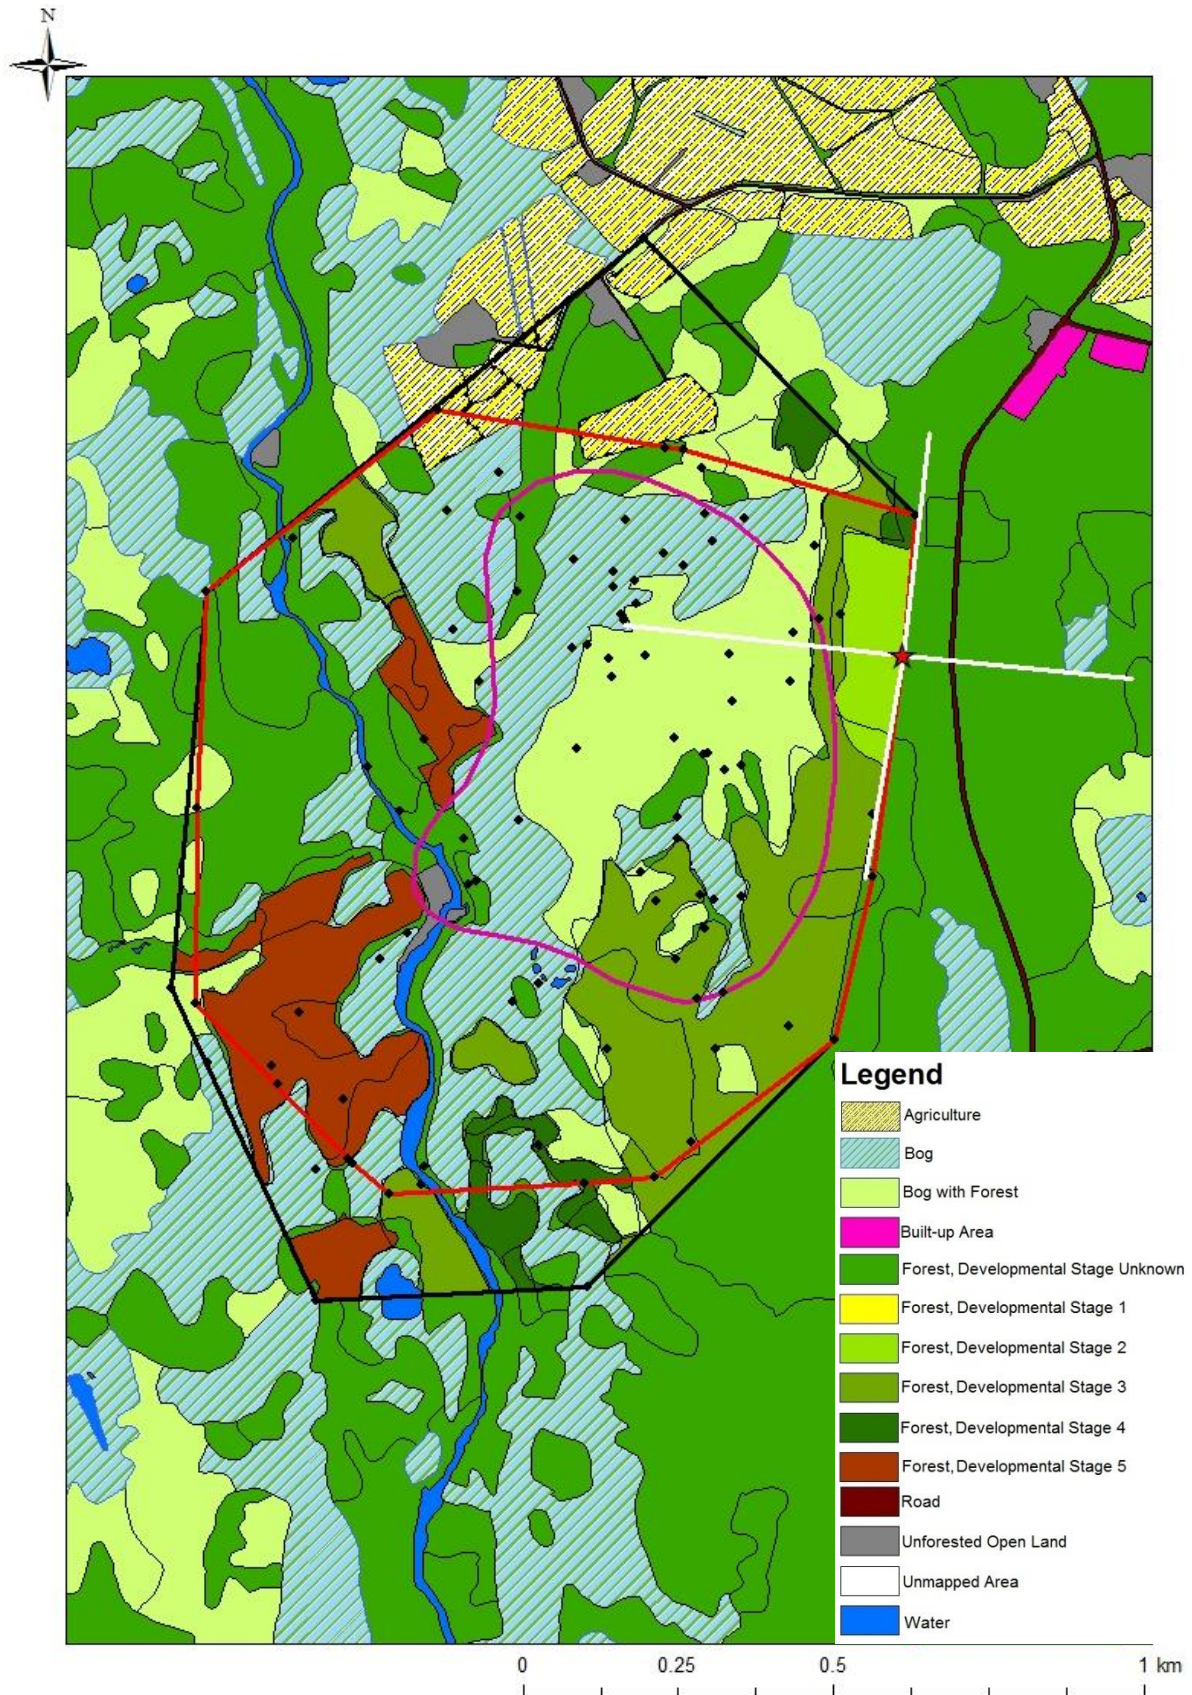 N
Legend
Agriculture
Bog
Bog with Forest
Built-up Area
Forest, Developmental Stage Unknown
Forest, Developmental Stage 1
Forest, Developmental Stage 2
Forest, Developmental Stage 3
Forest, Developmental Stage 4
Forest, Developmental Stage 5
Road
Unforested Open Land
Unmapped Area
Water
0 0.25 0.5 1 km